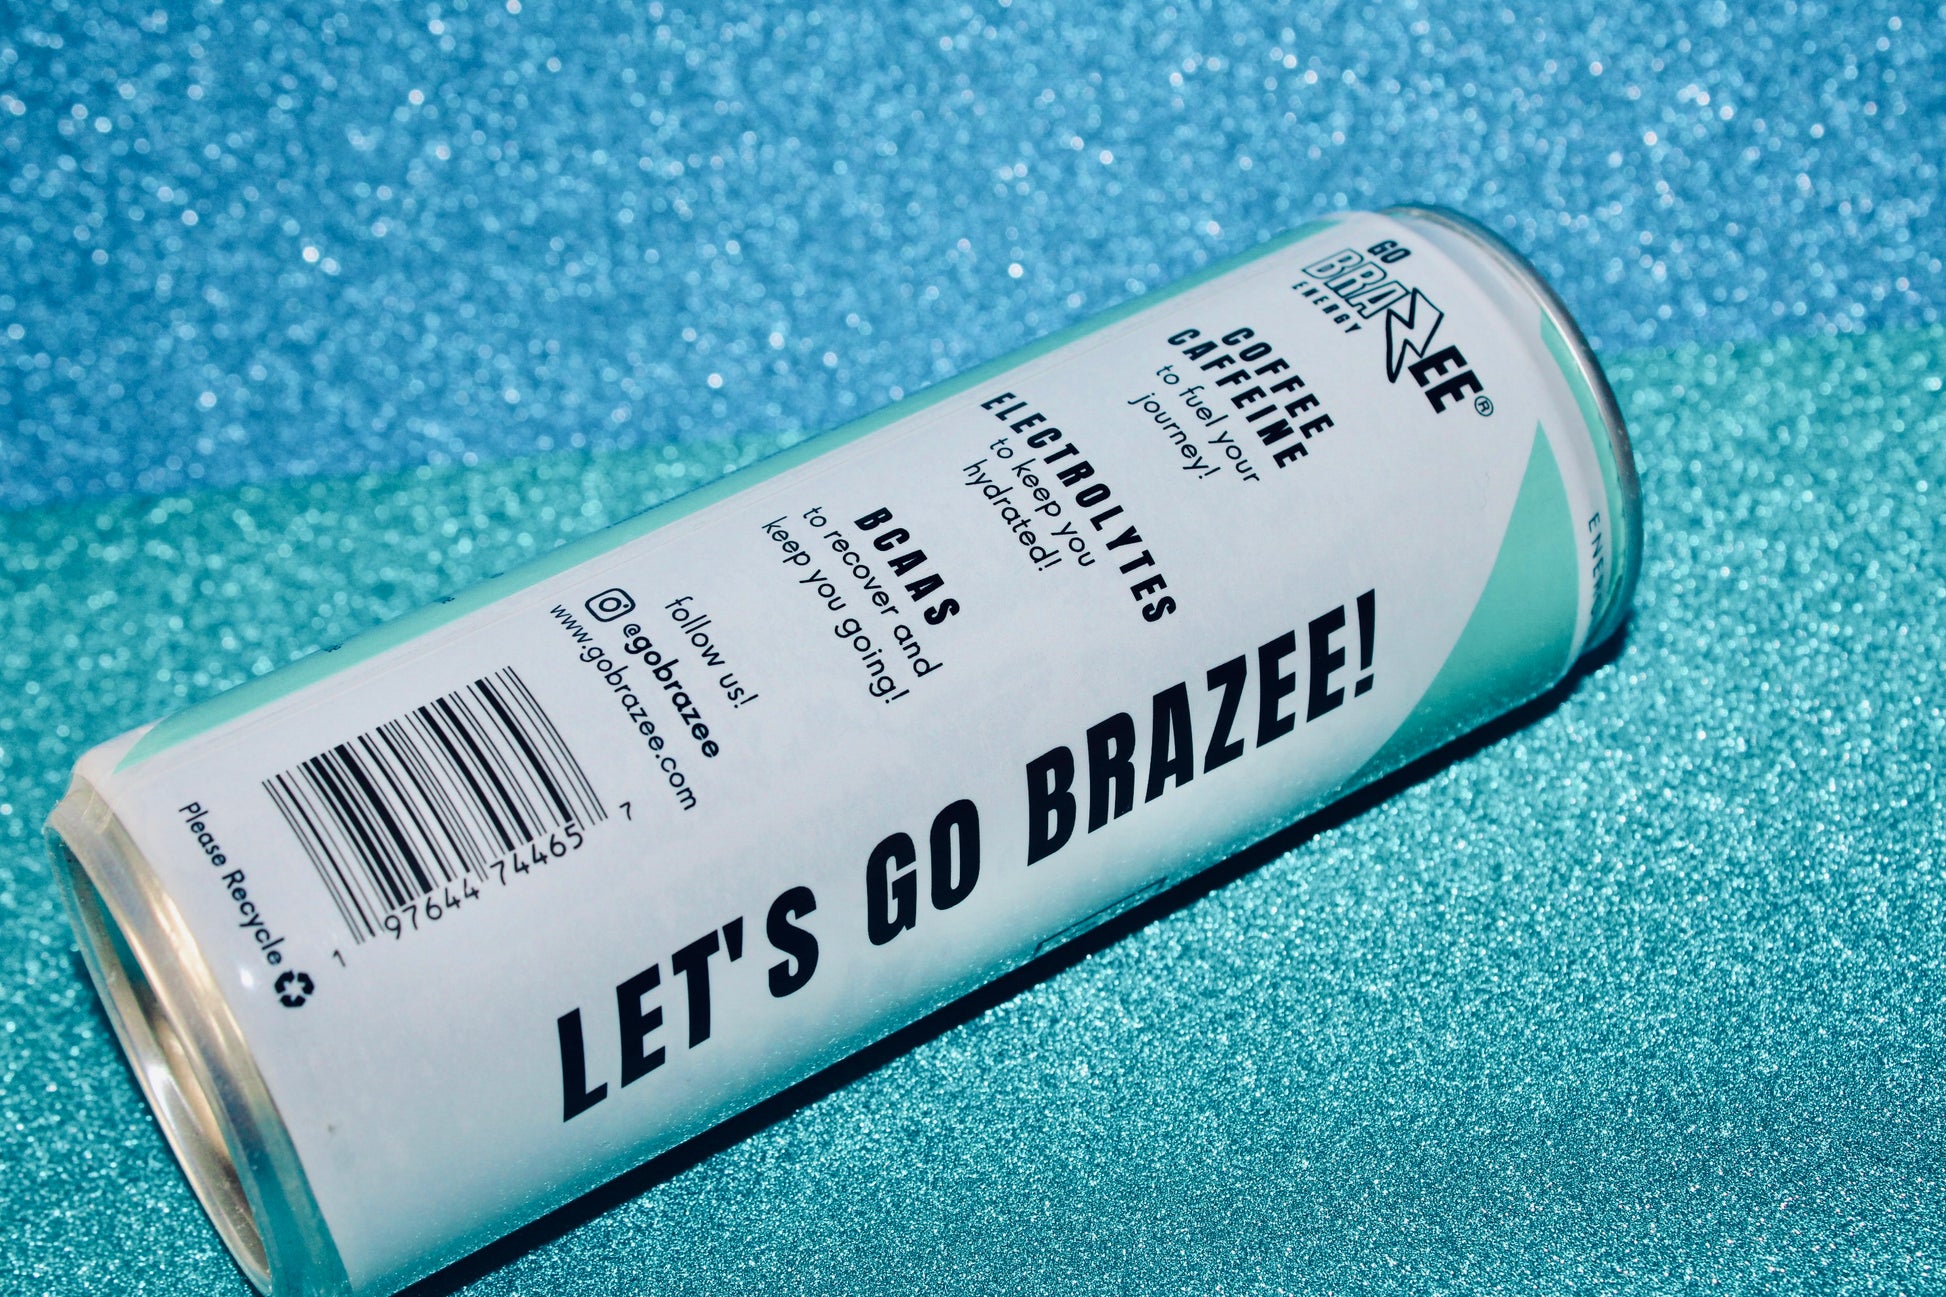 GO
BRAZEE®
ENERGY
COFFEE
CAFFEINE
to fuel your
journey!
ELECTROLYTES
to keep you
hydrated!
BCAAS
to recover and
keep you going!
follow us!
@gobrazee
www.gobrazee.com
1 97644 74465 7
Please Recycle
LET'S GO BRAZEE!